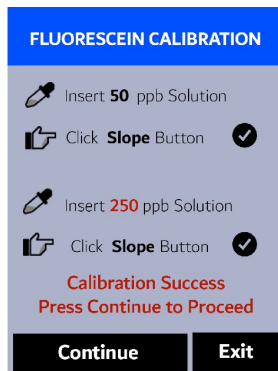 FLUORESCEIN CALIBRATION
Insert 50 ppb Solution
Click Slope Button
Insert 250 ppb Solution
Click Slope Button
Calibration Success
Press Continue to Proceed
Continue Exit